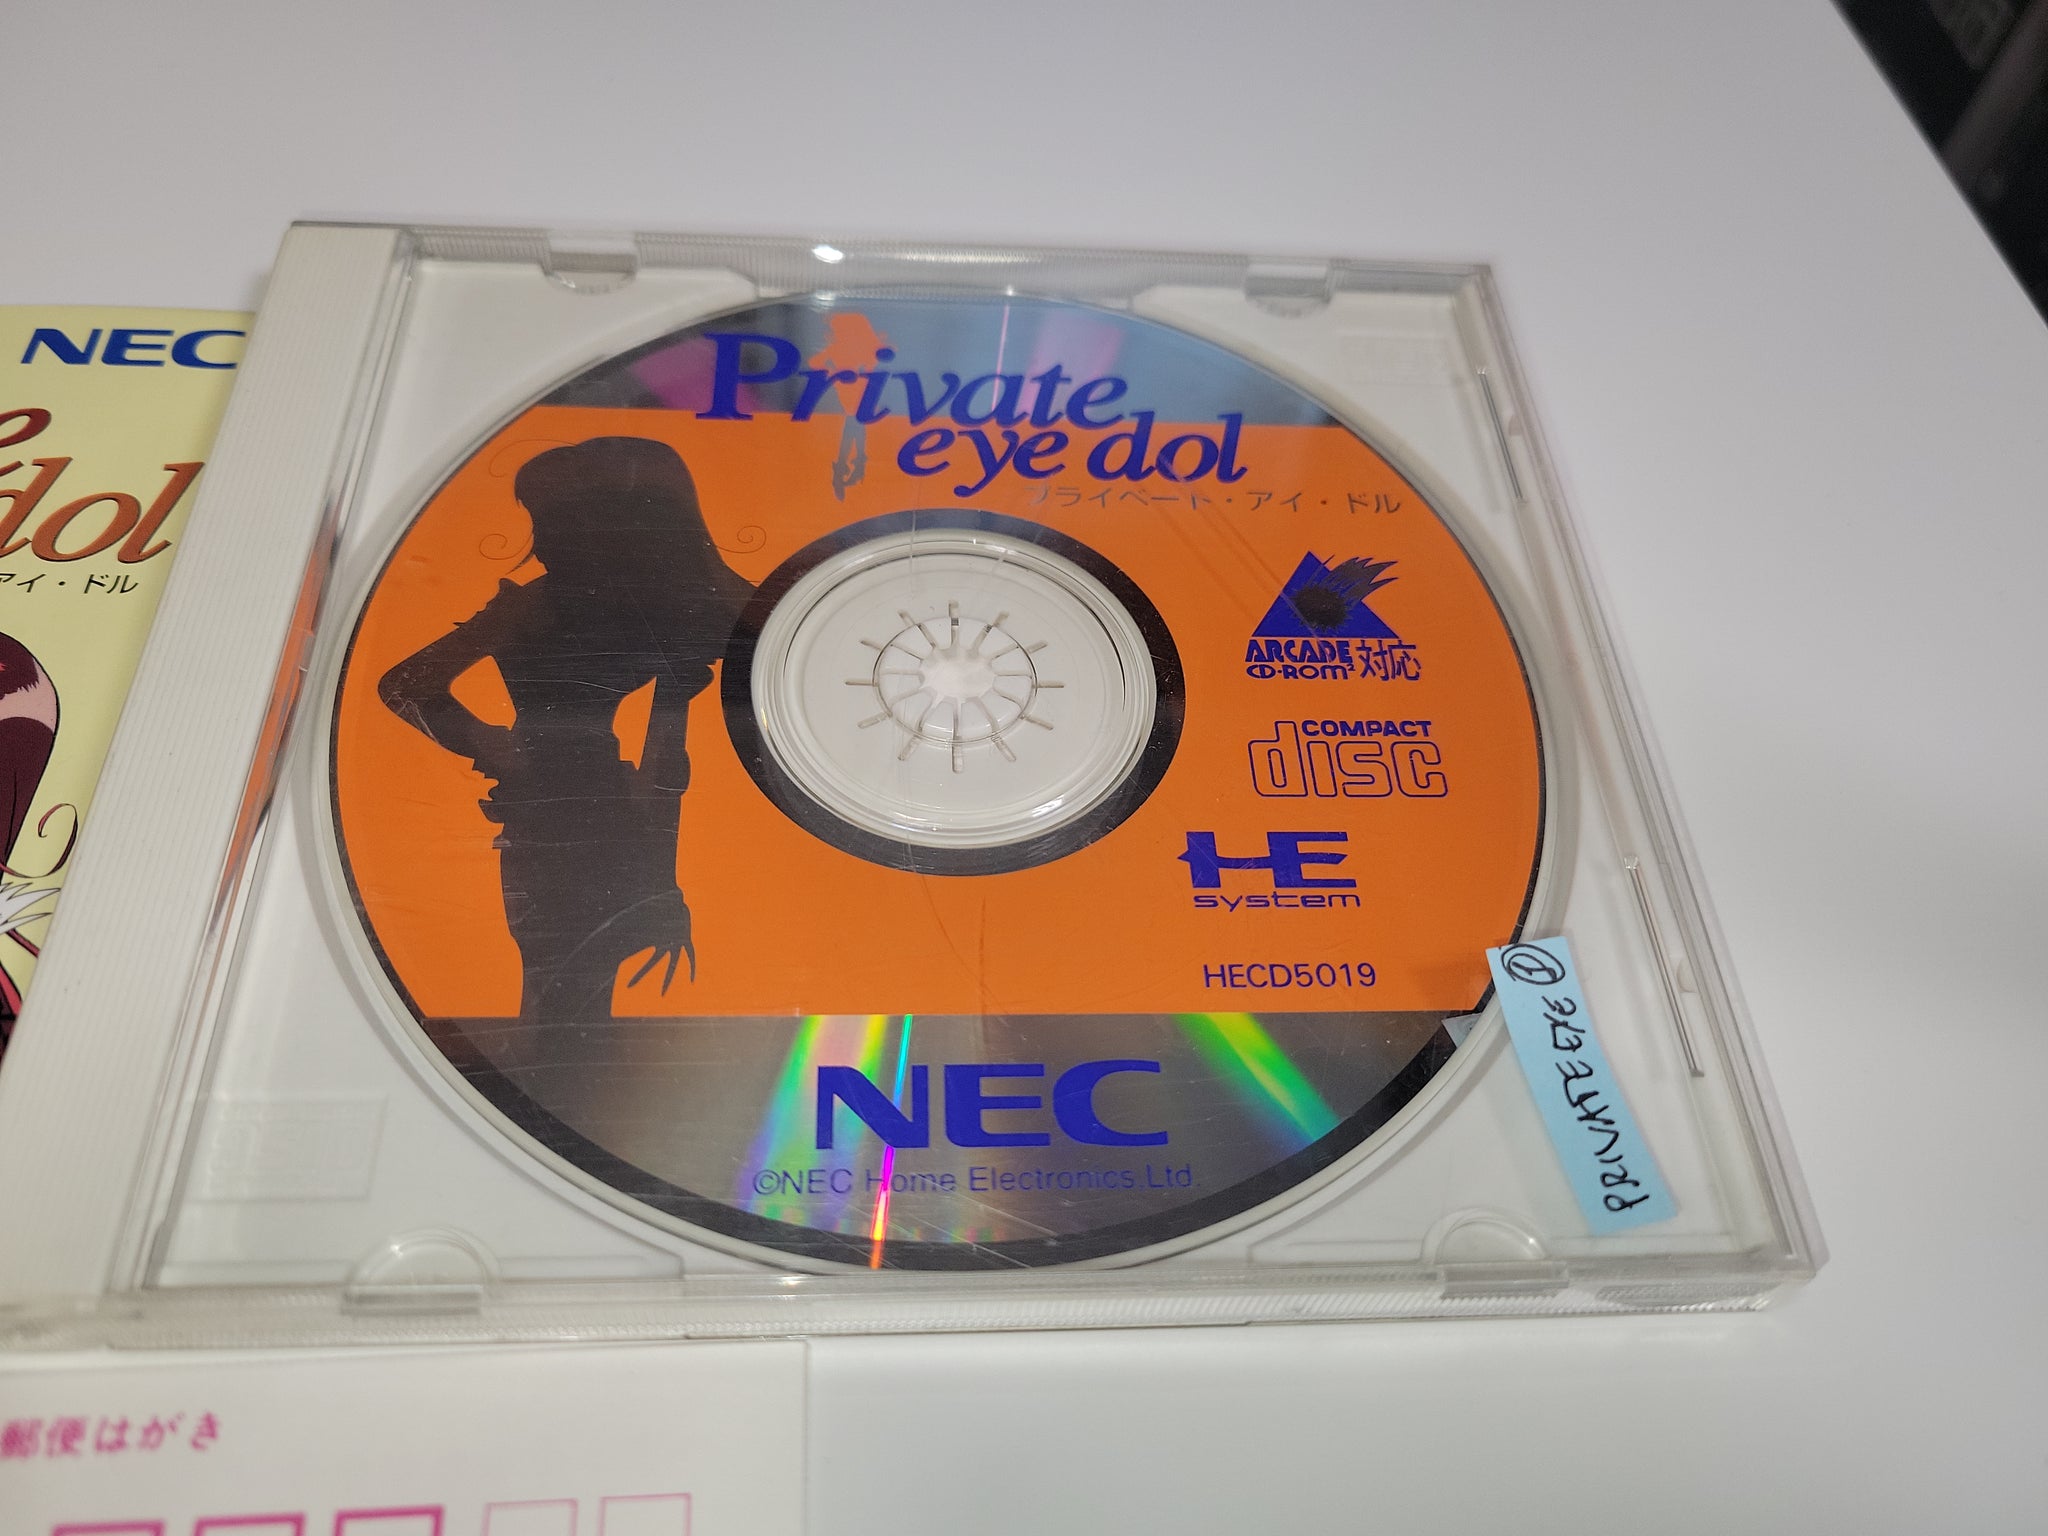 NEC
dol
アイ・ドル
Private
eye dol
プライベート・アイ・ドル
ARCADE
CD-ROM² 対応
COMPACT
disc
HE
system
HECD5019
NEC
©NEC Home Electronics.Ltd.
PRIVATE EYE
郵便はがき